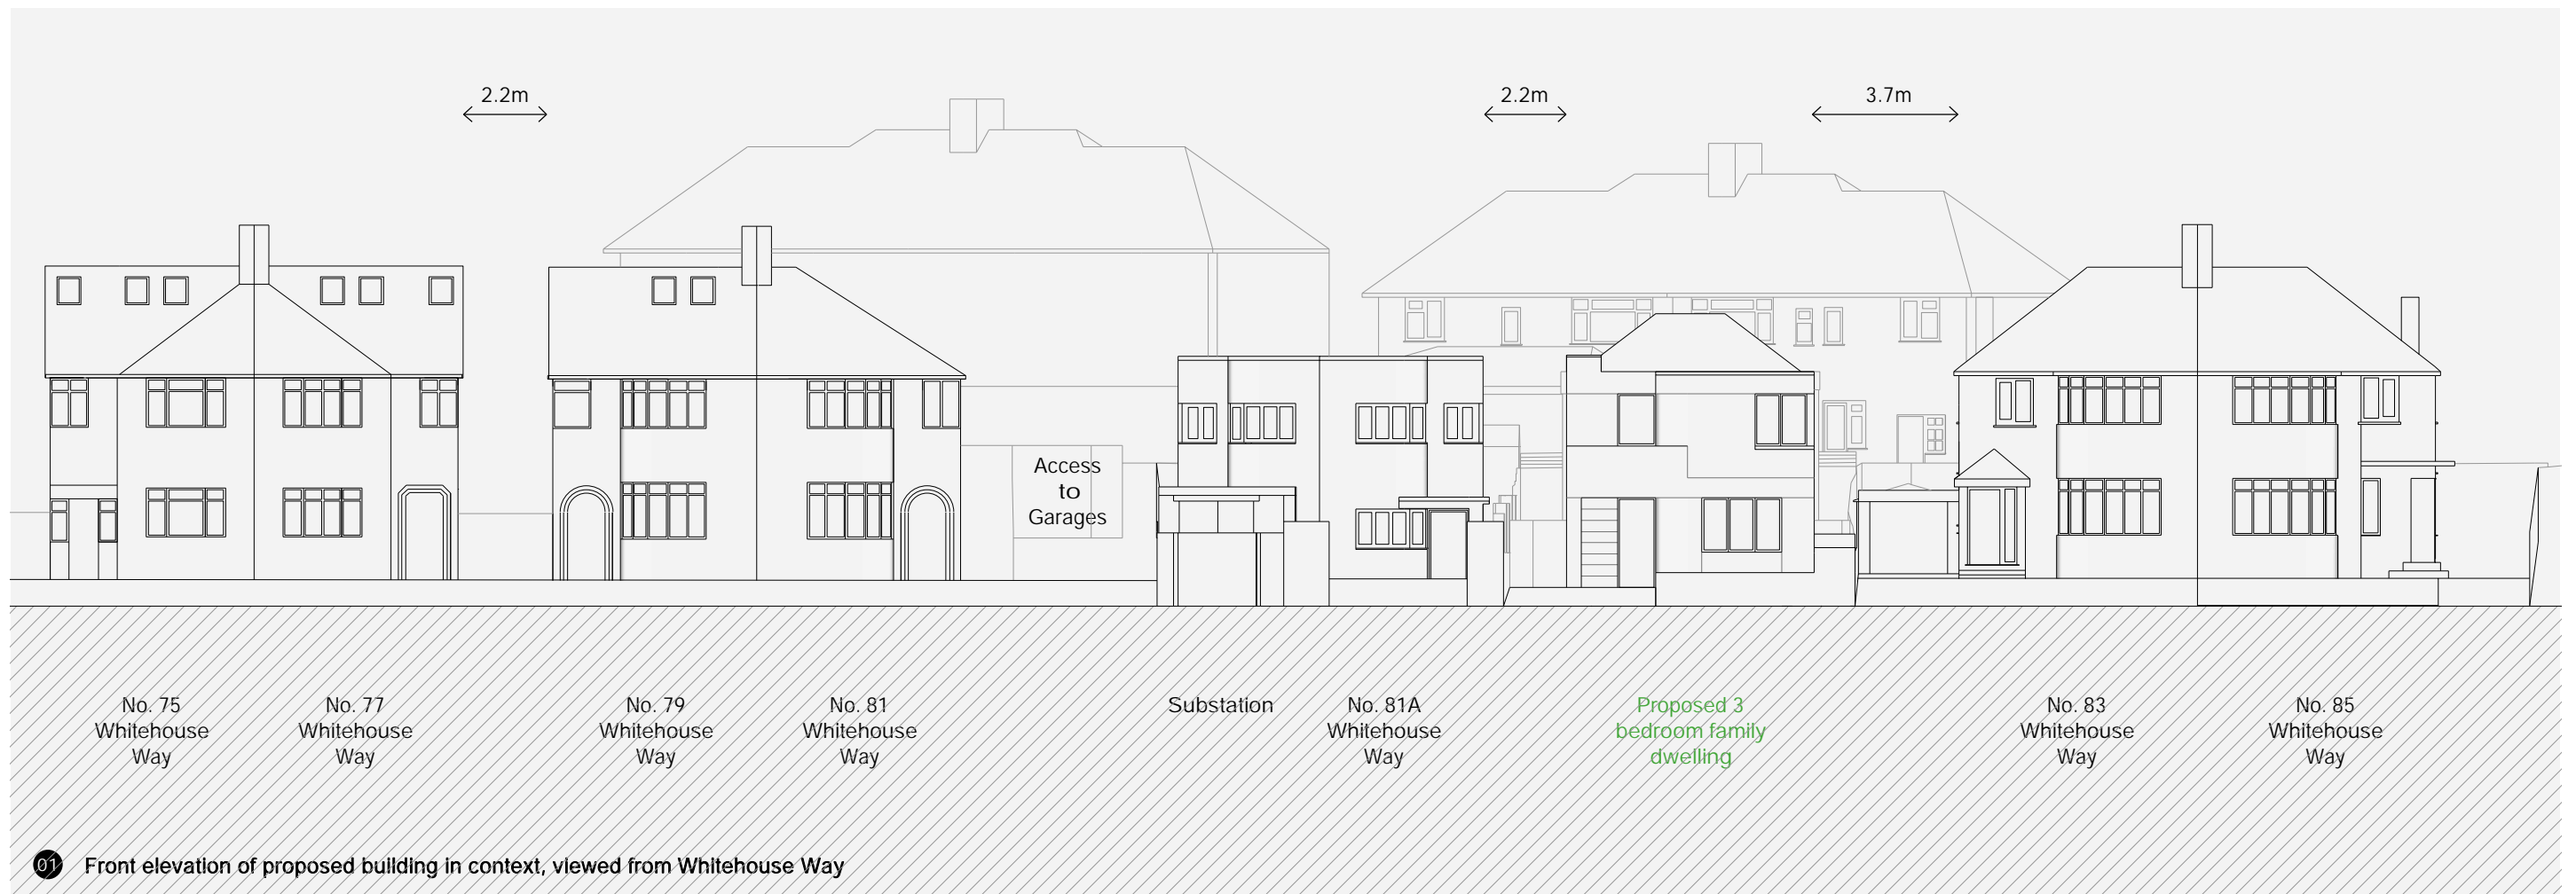 2.2m
2.2m
3.7m
Access
to
Garages
No. 75
Whitehouse
Way
No. 77
Whitehouse
Way
No. 79
Whitehouse
Way
No. 81
Whitehouse
Way
Substation
No. 81A
Whitehouse
Way
Proposed 3
bedroom family
dwelling
No. 83
Whitehouse
Way
No. 85
Whitehouse
Way
01 Front elevation of proposed building in context, viewed from Whitehouse Way